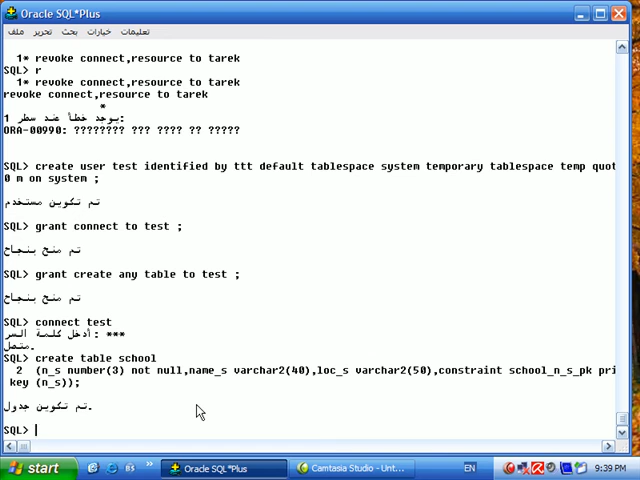 Oracle SQL*Plus
ملف تحرير بحث خيارات تعليمات
1* revoke connect,resource to tarek
SQL> r
1* revoke connect,resource to tarek
revoke connect,resource to tarek
*
يوجد خطأ عند سطر 1:
ORA-00990: ???????? ??? ???? ?? ?????
SQL> create user test identified by ttt default tablespace system temporary tablespace temp quot
0 m on system ;
تم تكوين مستخدم
SQL> grant connect to test ;
تم منح بنجاح
SQL> grant create any table to test ;
تم منح بنجاح
SQL> connect test
أدخل كلمة السر: ***
متصل.
SQL> create table school
2 (n_s number(3) not null,name_s varchar2(40),loc_s varchar2(50),constraint school_n_s_pk pri
key (n_s));
تم تكوين جدول.
SQL>
start
Oracle SQL*Plus
Camtasia Studio - Unt...
EN
9:39 PM